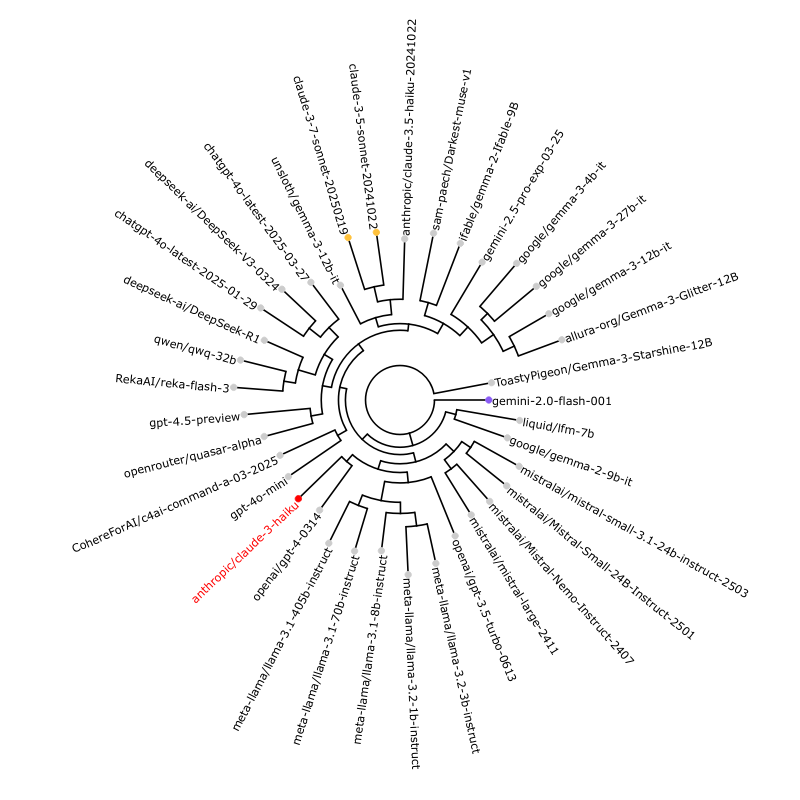 anthropic/claude-3.5-haiku-20241022
sam-paech/Darkest-muse-v1
ifable/gemma-2-Ifable-9B
gemini-2.5-pro-exp-03-25
google/gemma-3-4b-it
google/gemma-3-27b-it
google/gemma-3-12b-it
allura-org/Gemma-3-Glitter-12B
ToastyPigeon/Gemma-3-Starshine-12B
gemini-2.0-flash-001
liquid/lfm-7b
google/gemma-2-9b-it
mistralai/mistral-small-3.1-24b-instruct-2503
mistralai/Mistral-Small-24B-Instruct-2501
mistralai/Mistral-Nemo-Instruct-2407
mistralai/mistral-large-2411
openai/gpt-3.5-turbo-0613
meta-llama/llama-3.2-3b-instruct
meta-llama/llama-3.2-1b-instruct
meta-llama/llama-3.1-8b-instruct
meta-llama/llama-3.1-70b-instruct
meta-llama/llama-3.1-405b-instruct
openai/gpt-4-0314
anthropic/claude-3-haiku
gpt-4o-mini
CohereForAI/c4ai-command-a-03-2025
openrouter/quasar-alpha
gpt-4.5-preview
RekaAI/reka-flash-3
qwen/qwq-32b
deepseek-ai/DeepSeek-R1
chatgpt-4o-latest-2025-01-29
deepseek-ai/DeepSeek-V3-0324
chatgpt-4o-latest-2025-03-27
unsloth/gemma-3-12b-it
claude-3-7-sonnet-20250219
claude-3-5-sonnet-20241022